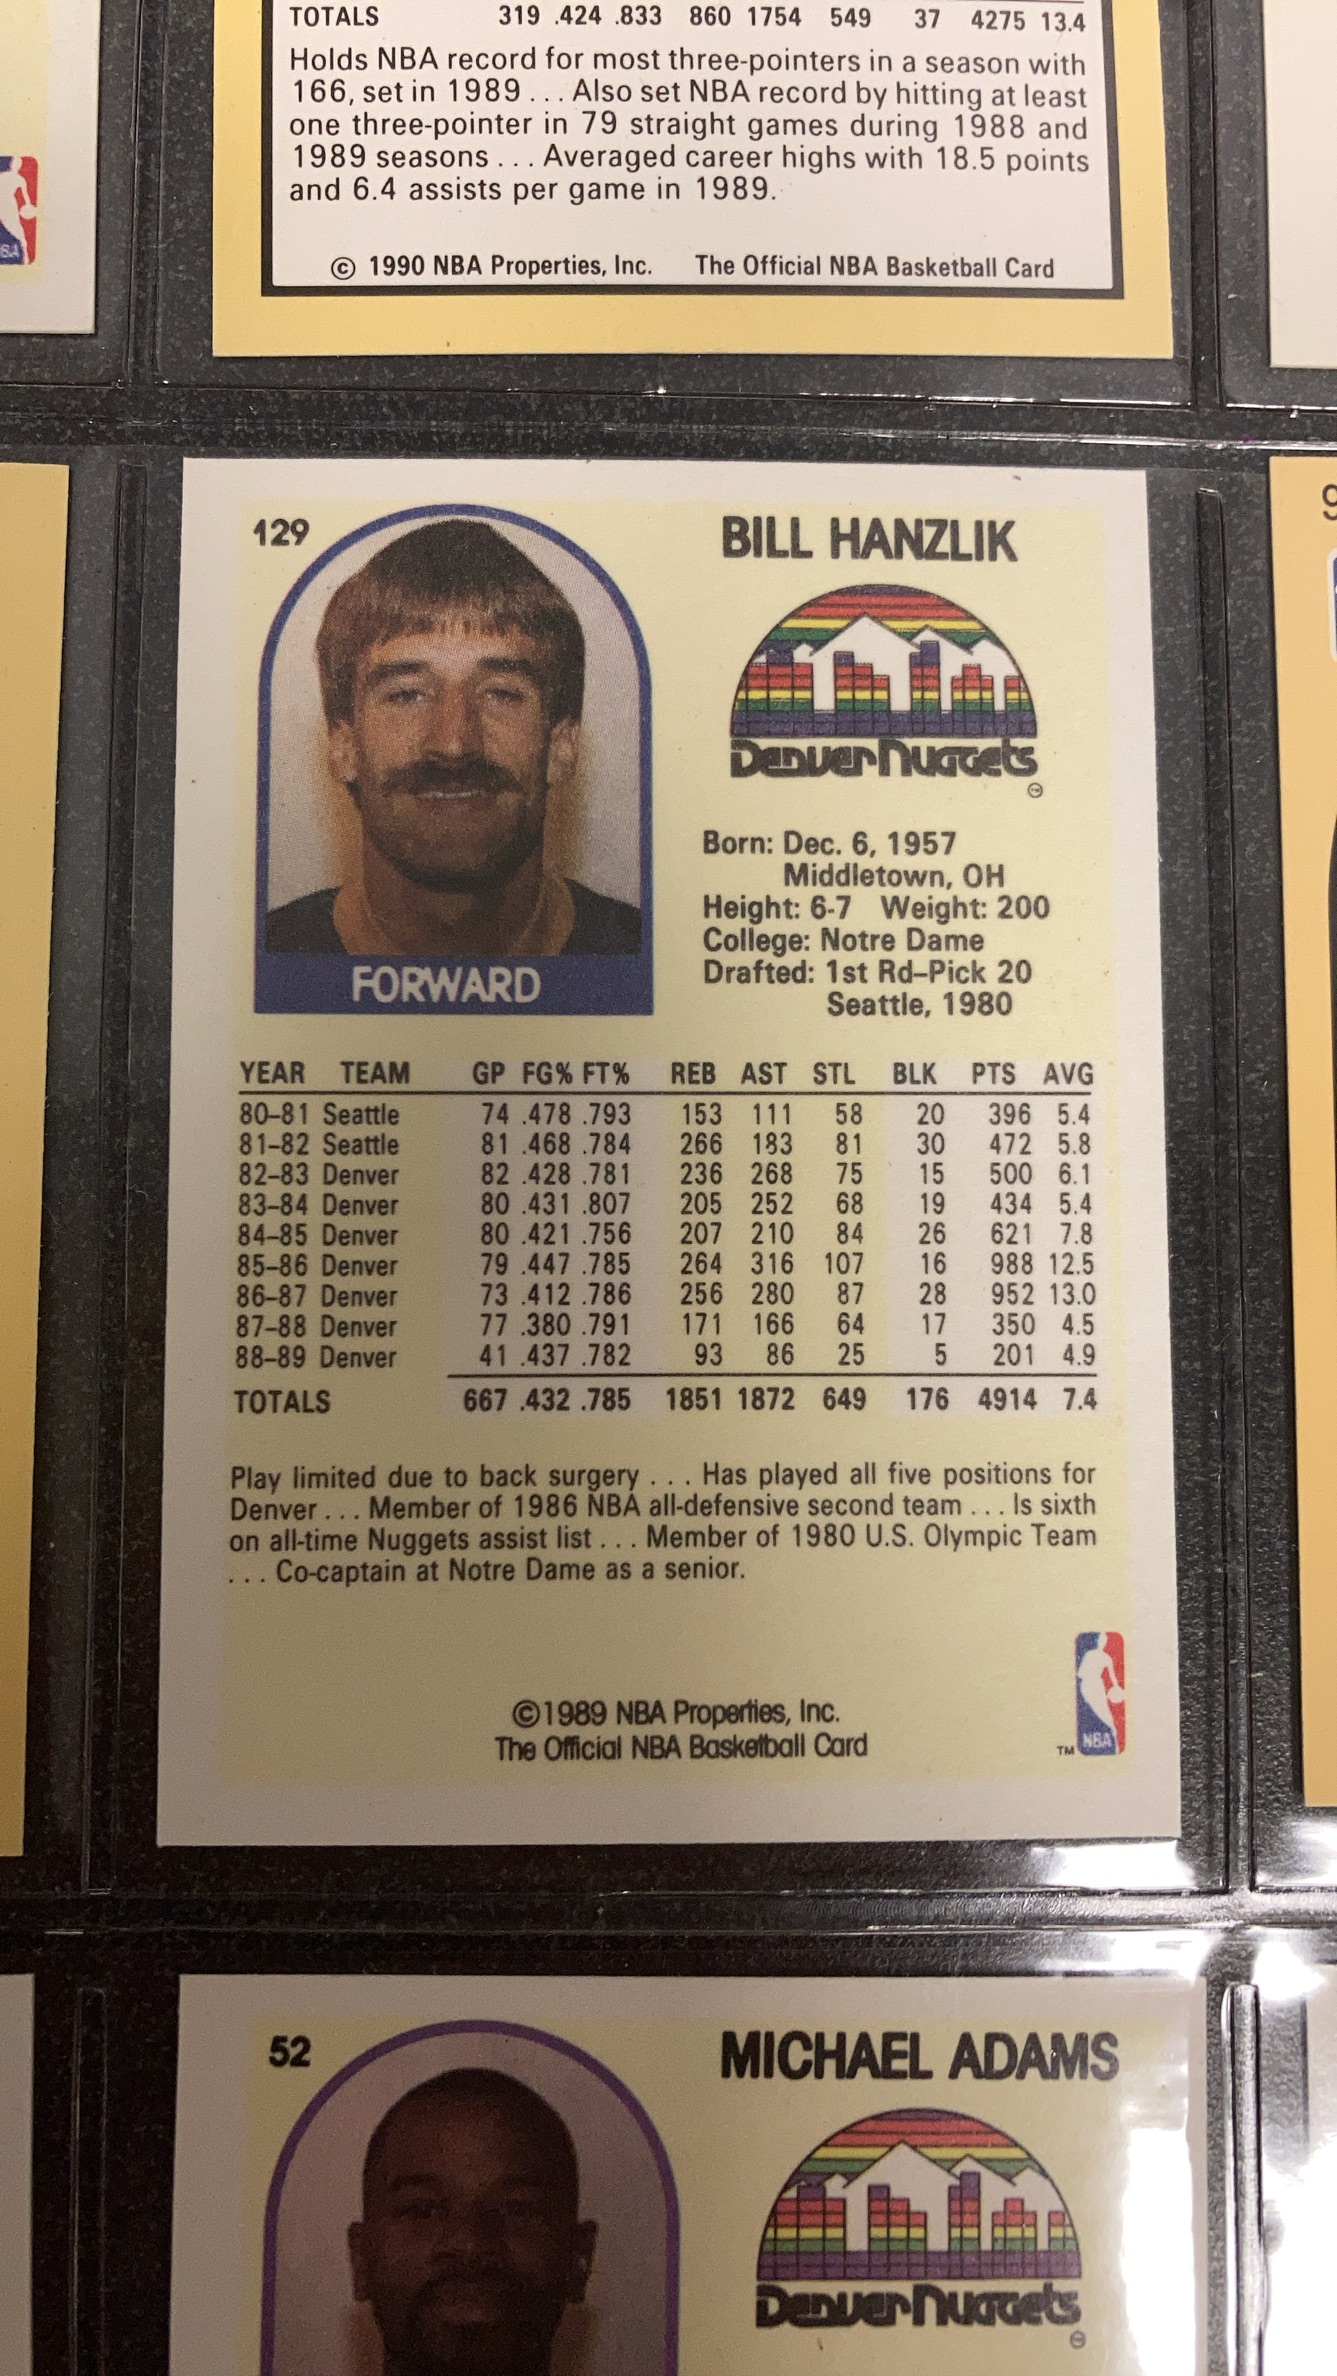 TOTALS 319 .424 .833 860 1754 549 37 4275 13.4
Holds NBA record for most three-pointers in a season with
166, set in 1989 . . . Also set NBA record by hitting at least
one three-pointer in 79 straight games during 1988 and
1989 seasons . . . Averaged career highs with 18.5 points
and 6.4 assists per game in 1989.
© 1990 NBA Properties, Inc. The Official NBA Basketball Card
129
BILL HANZLIK
Denver Nuggets
Born: Dec. 6, 1957
Middletown, OH
Height: 6-7 Weight: 200
College: Notre Dame
Drafted: 1st Rd–Pick 20
Seattle, 1980
FORWARD
YEAR TEAM GP FG% FT% REB AST STL BLK PTS AVG
80–81 Seattle 74 .478 .793 153 111 58 20 396 5.4
81–82 Seattle 81 .468 .784 266 183 81 30 472 5.8
82–83 Denver 82 .428 .781 236 268 75 15 500 6.1
83–84 Denver 80 .431 .807 205 252 68 19 434 5.4
84–85 Denver 80 .421 .756 207 210 84 26 621 7.8
85–86 Denver 79 .447 .785 264 316 107 16 988 12.5
86–87 Denver 73 .412 .786 256 280 87 28 952 13.0
87–88 Denver 77 .380 .791 171 166 64 17 350 4.5
88–89 Denver 41 .437 .782 93 86 25 5 201 4.9
TOTALS 667 .432 .785 1851 1872 649 176 4914 7.4
Play limited due to back surgery . . . Has played all five positions for
Denver . . . Member of 1986 NBA all-defensive second team . . . Is sixth
on all-time Nuggets assist list . . . Member of 1980 U.S. Olympic Team
. . . Co-captain at Notre Dame as a senior.
©1989 NBA Properties, Inc.
The Official NBA Basketball Card
TM NBA
52
MICHAEL ADAMS
Denver Nuggets